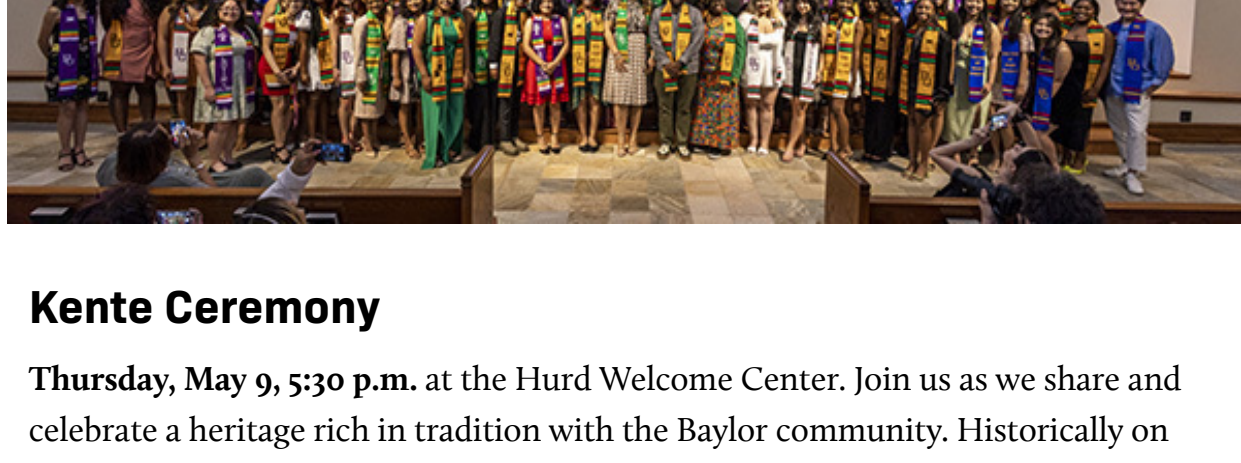 Kente Ceremony
Thursday, May 9, 5:30 p.m. at the Hurd Welcome Center. Join us as we share and
celebrate a heritage rich in tradition with the Baylor community. Historically on